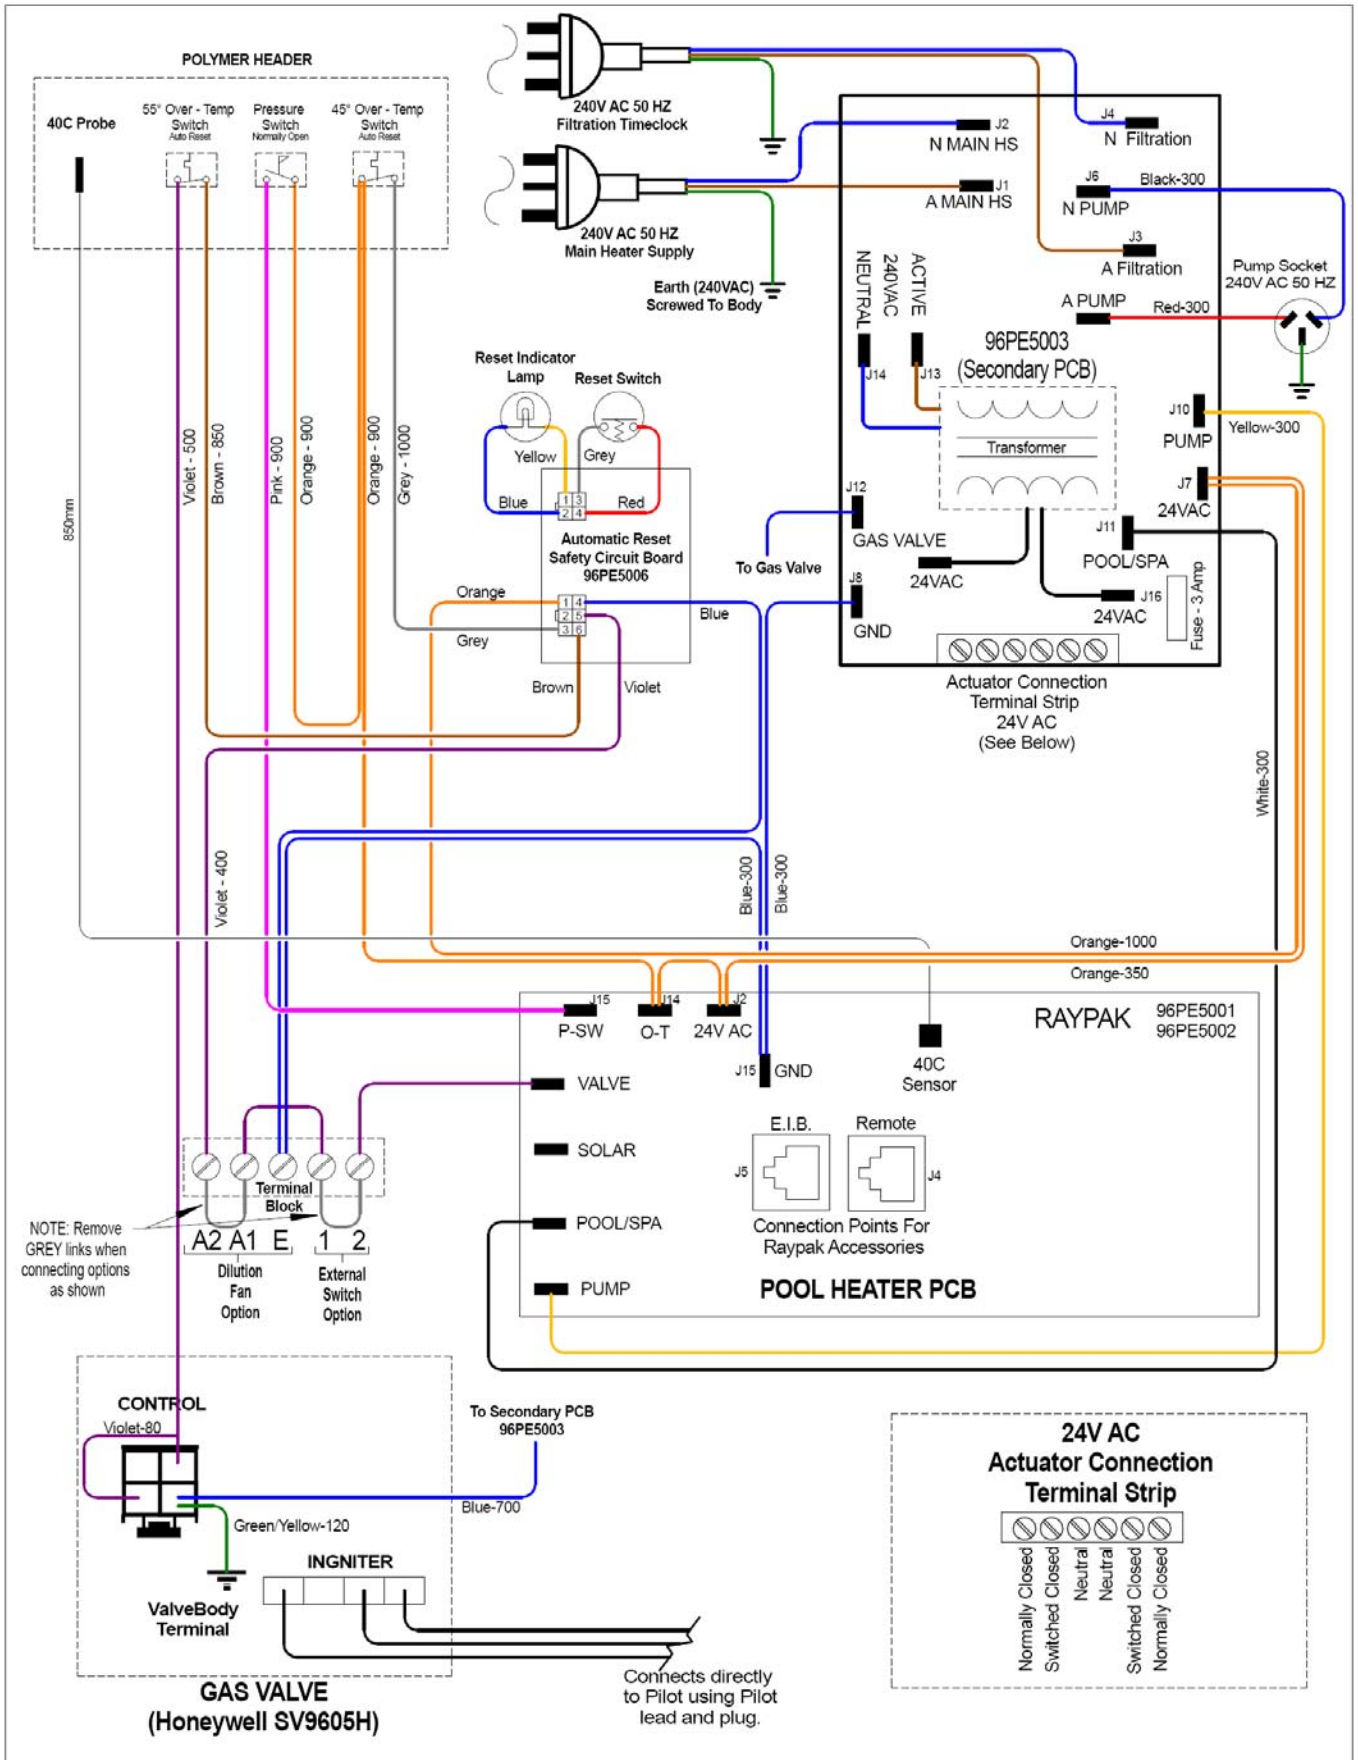 POLYMER HEADER
40C Probe
55° Over - Temp
Switch
Auto Reset
Pressure
Switch
Normally Open
45° Over - Temp
Switch
Auto Reset
240V AC 50 HZ
Filtration Timeclock
240V AC 50 HZ
Main Heater Supply
Earth (240VAC)
Screwed To Body
J2
N MAIN HS
J1
A MAIN HS
J4
N Filtration
J6
N PUMP
Black-300
J3
A Filtration
Pump Socket
240V AC 50 HZ
A PUMP
Red-300
NEUTRAL
240VAC
ACTIVE
J14
J13
96PE5003
(Secondary PCB)
Transformer
J10
PUMP
Yellow-300
J7
24VAC
J12
GAS VALVE
To Gas Valve
24VAC
J11
POOL/SPA
J8
GND
J16
24VAC
Fuse - 3 Amp
Actuator Connection
Terminal Strip
24V AC
(See Below)
Reset Indicator
Lamp
Reset Switch
Yellow
Grey
Blue
Red
1 3
2 4
Automatic Reset
Safety Circuit Board
96PE5006
Orange
Grey
1 4
2 5
3 6
Blue
Brown
Violet
850mm
Violet - 500
Brown - 850
Pink - 900
Orange - 900
Orange - 900
Grey - 1000
White-300
Violet - 400
Blue-300
Blue-300
Orange-1000
Orange-350
J15
P-SW
J14
O-T
J2
24V AC
RAYPAK
96PE5001
96PE5002
J15
GND
40C
Sensor
VALVE
SOLAR
POOL/SPA
PUMP
E.I.B.
Remote
J5
J4
Connection Points For
Raypak Accessories
POOL HEATER PCB
Terminal
Block
NOTE: Remove
GREY links when
connecting options
as shown
A2 A1 E 1 2
Dilution
Fan
Option
External
Switch
Option
CONTROL
Violet-80
To Secondary PCB
96PE5003
Blue-700
Green/Yellow-120
INGNITER
ValveBody
Terminal
GAS VALVE
(Honeywell SV9605H)
Connects directly
to Pilot using Pilot
lead and plug.
24V AC
Actuator Connection
Terminal Strip
Normally Closed
Switched Closed
Neutral
Neutral
Switched Closed
Normally Closed